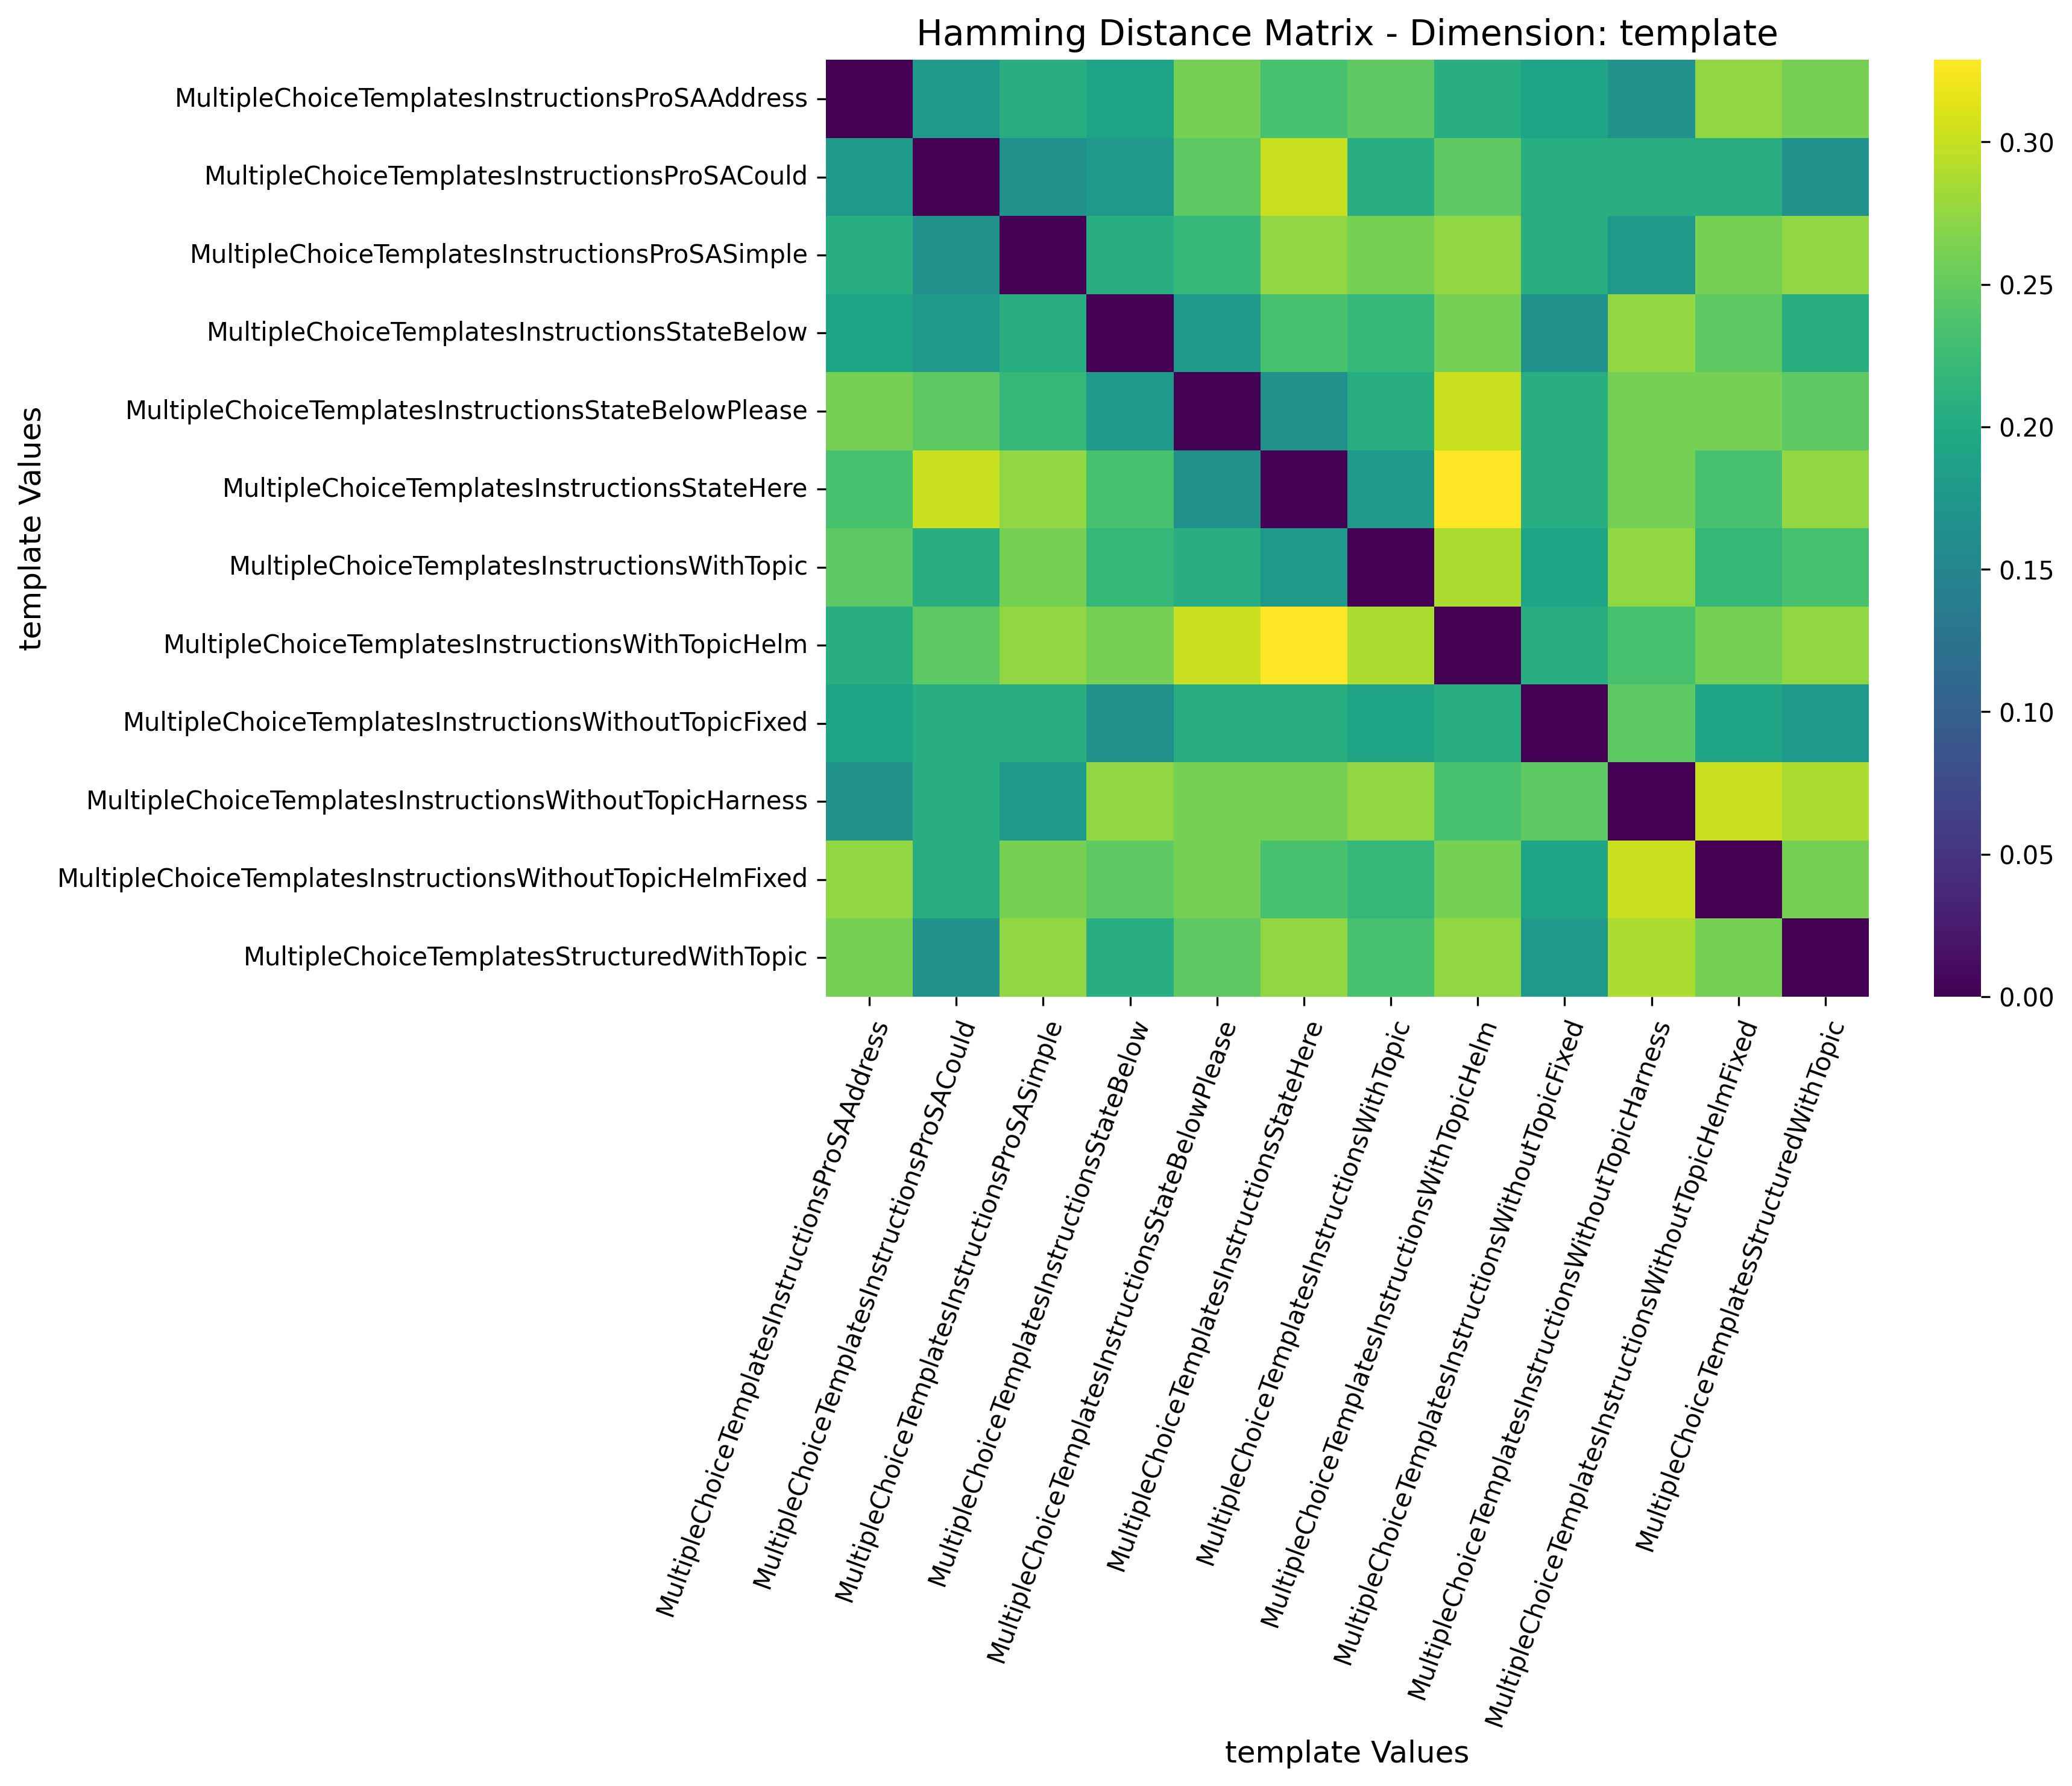 Hamming Distance Matrix - Dimension: template
template Values
MultipleChoiceTemplatesInstructionsProSAAddress
MultipleChoiceTemplatesInstructionsProSACould
MultipleChoiceTemplatesInstructionsProSASimple
MultipleChoiceTemplatesInstructionsStateBelow
MultipleChoiceTemplatesInstructionsStateBelowPlease
MultipleChoiceTemplatesInstructionsStateHere
MultipleChoiceTemplatesInstructionsWithTopic
MultipleChoiceTemplatesInstructionsWithTopicHelm
MultipleChoiceTemplatesInstructionsWithoutTopicFixed
MultipleChoiceTemplatesInstructionsWithoutTopicHarness
MultipleChoiceTemplatesInstructionsWithoutTopicHelmFixed
MultipleChoiceTemplatesStructuredWithTopic
0.30
0.25
0.20
0.15
0.10
0.05
0.00
MultipleChoiceTemplatesInstructionsProSAAddress
MultipleChoiceTemplatesInstructionsProSACould
MultipleChoiceTemplatesInstructionsProSASimple
MultipleChoiceTemplatesInstructionsStateBelow
MultipleChoiceTemplatesInstructionsStateBelowPlease
MultipleChoiceTemplatesInstructionsStateHere
MultipleChoiceTemplatesInstructionsWithTopic
MultipleChoiceTemplatesInstructionsWithTopicHelm
MultipleChoiceTemplatesInstructionsWithoutTopicFixed
MultipleChoiceTemplatesInstructionsWithoutTopicHarness
MultipleChoiceTemplatesInstructionsWithoutTopicHelmFixed
MultipleChoiceTemplatesStructuredWithTopic
template Values